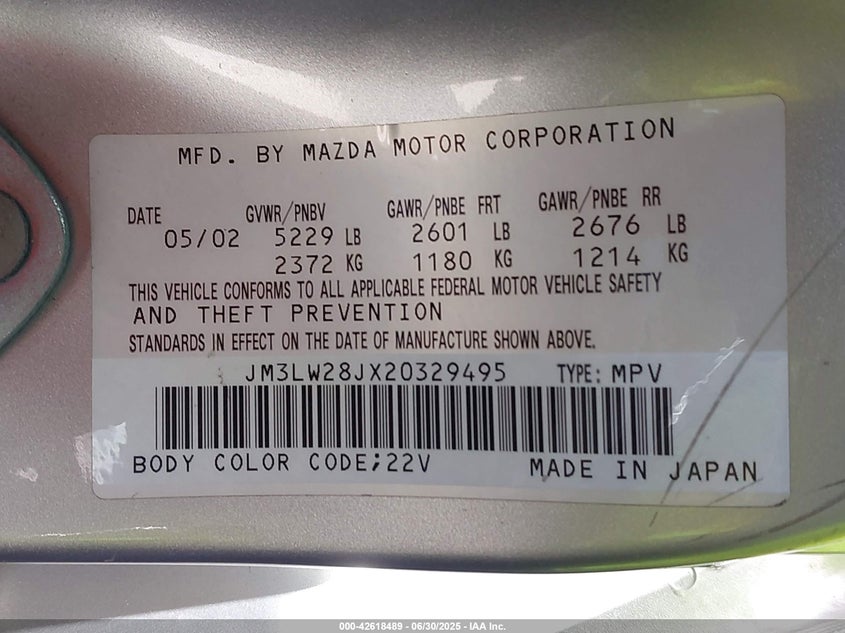 MFD. BY MAZDA MOTOR CORPORATION
DATE GVWR/PNBV GAWR/PNBE FRT GAWR/PNBE RR
05/02 5229 LB 2601 LB 2676 LB
2372 KG 1180 KG 1214 KG
THIS VEHICLE CONFORMS TO ALL APPLICABLE FEDERAL MOTOR VEHICLE SAFETY
AND THEFT PREVENTION
STANDARDS IN EFFECT ON THE DATE OF MANUFACTURE SHOWN ABOVE.
JM3LW28JX20329495 TYPE: MPV
BODY COLOR CODE;22V MADE IN JAPAN
000-42618489 - 06/30/2025 - IAA Inc.